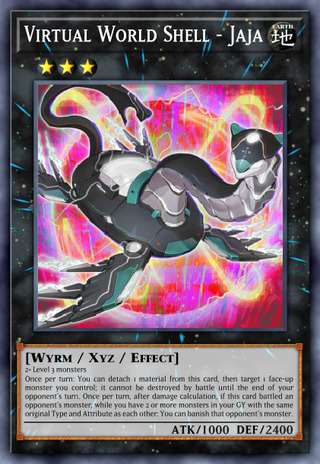 Virtual World Shell - Jaja
EARTH
地
[Wyrm / Xyz / Effect]
2+ Level 3 monsters
Once per turn: You can detach 1 material from this card, then target 1 face-up
monster you control; it cannot be destroyed by battle until the end of your
opponent's turn. Once per turn, after damage calculation, if this card battled an
opponent's monster, while you have 2 or more monsters in your GY with the same
original Type and Attribute as each other: You can banish that opponent's monster.
ATK/1000 DEF/2400